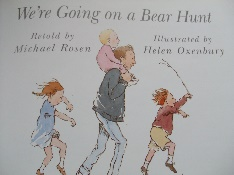 We're Going on a Bear Hunt
Retold by Illustrated by
Michael Rosen Helen Oxenbury